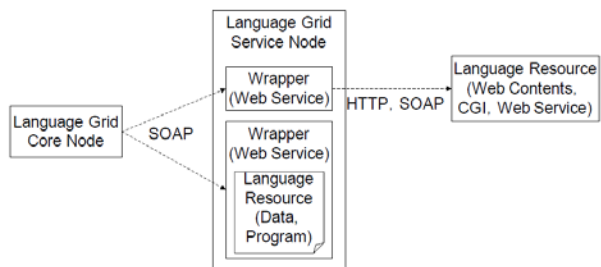 Language Grid
Service Node
Wrapper
(Web Service)
Language Resource
(Web Contents,
CGI, Web Service)
HTTP, SOAP
Language Grid
Core Node
SOAP
Wrapper
(Web Service)
Language
Resource
(Data,
Program)